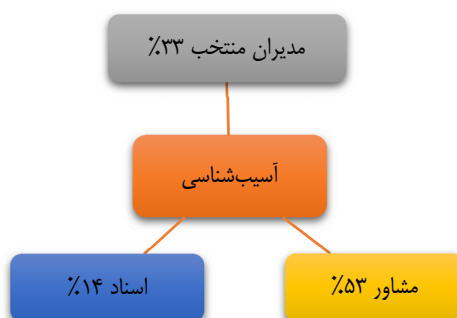 مدیران منتخب ۳۳٪
آسیب‌شناسی
مشاور ۵۳٪
اسناد ۱۴٪